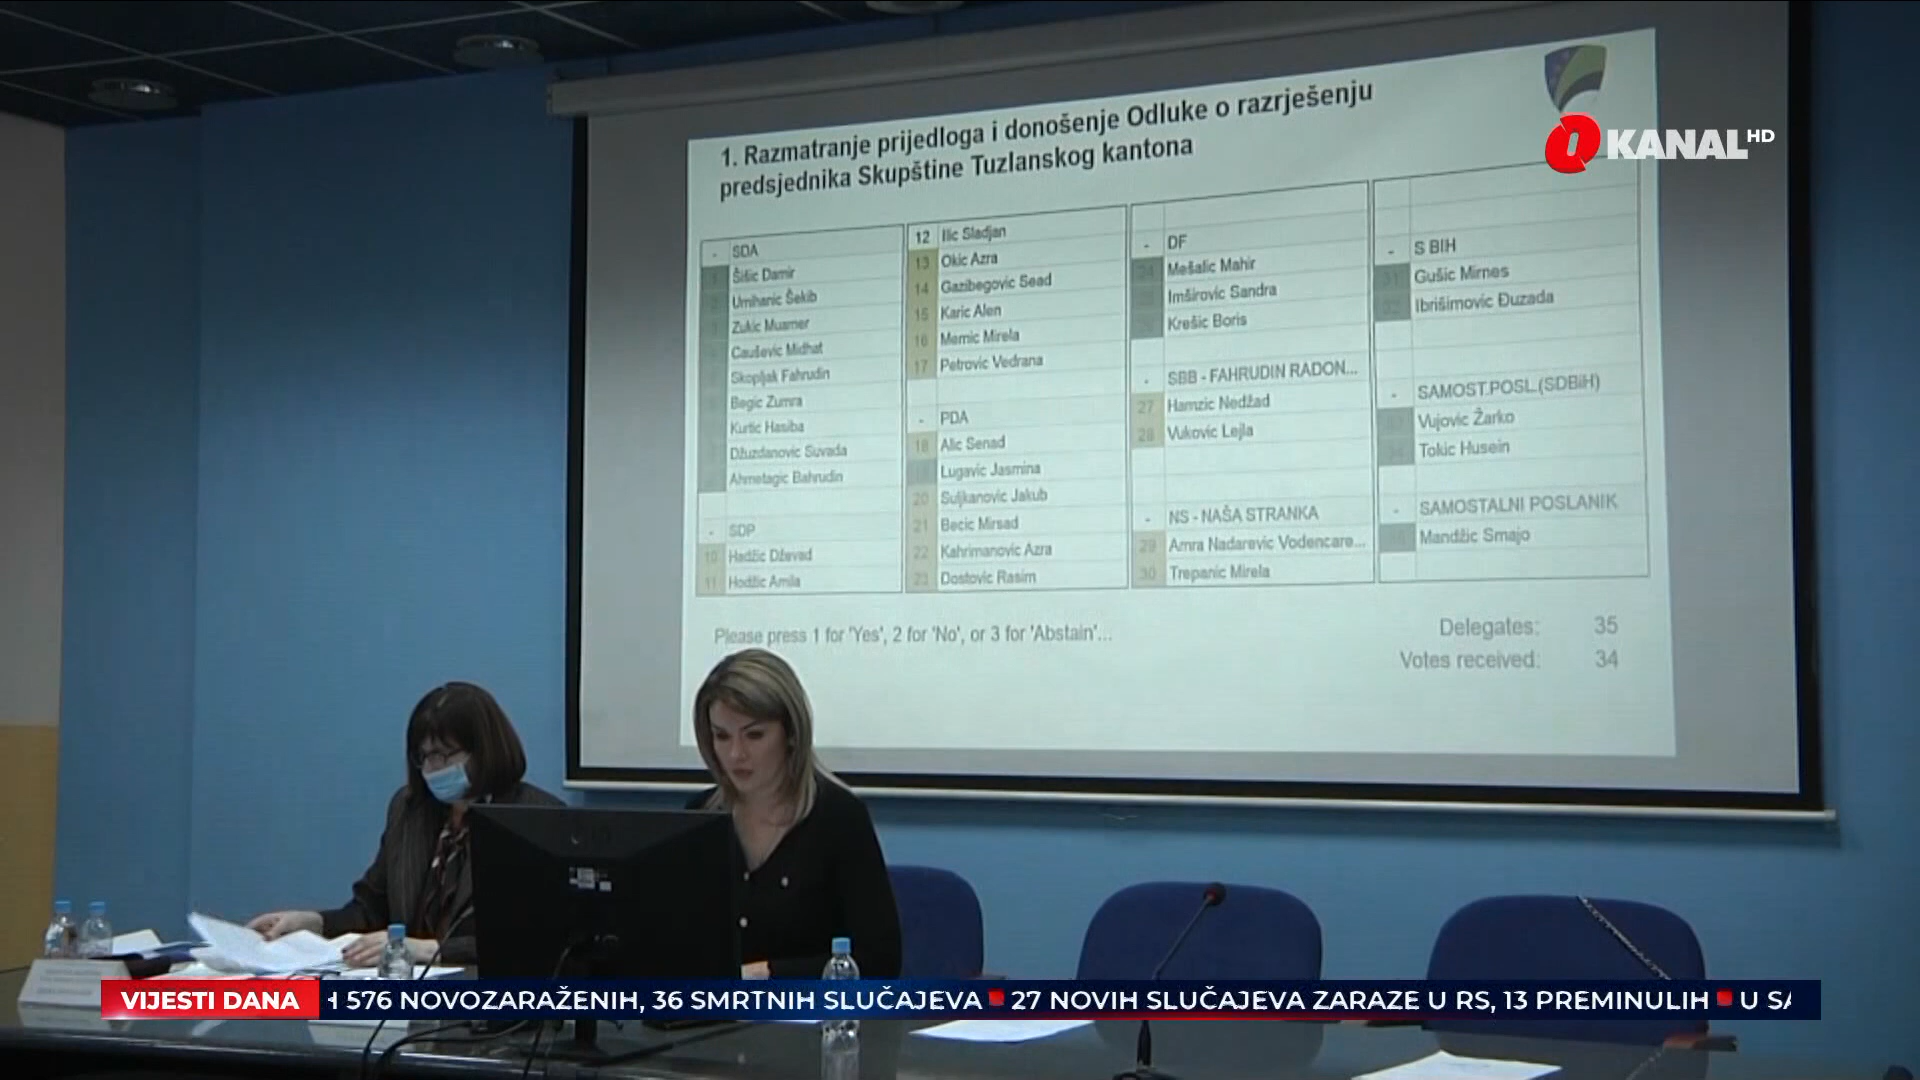 1. Razmatranje prijedloga i donošenje Odluke o razrješenju
predsjednika Skupštine Tuzlanskog kantona
O KANAL HD
- SDA
1 Šišic Damir
2 Umihanic Šekib
3 Zukic Muamer
Cauševic Midhat
Skopljak Fahrudin
Begic Zumra
Kurtic Hasiba
Džuzdanovic Suvada
Ahmetagic Bahrudin
- SDP
10 Hadžic Dževad
11 Hodžic Amila
12 Ilic Sladjan
13 Okic Azra
14 Gazibegovic Sead
15 Karic Alen
16 Memic Mirela
17 Petrovic Vedrana
- PDA
18 Alic Senad
Lugavic Jasmina
20 Suljkanovic Jakub
21 Becic Mirsad
22 Kahrimanovic Azra
23 Dostovic Rasim
- DF
Mešalic Mahir
Imširovic Sandra
Krešic Boris
- SBB - FAHRUDIN RADON...
27 Hamzic Nedžad
28 Vukovic Lejla
- NS - NAŠA STRANKA
29 Amra Nadarevic Vodencare...
30 Trepanic Mirela
- S BIH
31 Gušic Mirnes
Ibrišimovic Đuzada
- SAMOST.POSL.(SDBiH)
Vujovic Žarko
Tokic Husein
- SAMOSTALNI POSLANIK
Mandžic Smajo
Please press 1 for 'Yes', 2 for 'No', or 3 for 'Abstain'...
Delegates: 35
Votes received: 34
VIJESTI DANA H 576 NOVOZARAŽENIH, 36 SMRTNIH SLUČAJEVA 27 NOVIH SLUČAJEVA ZARAZE U RS, 13 PREMINULIH U SA